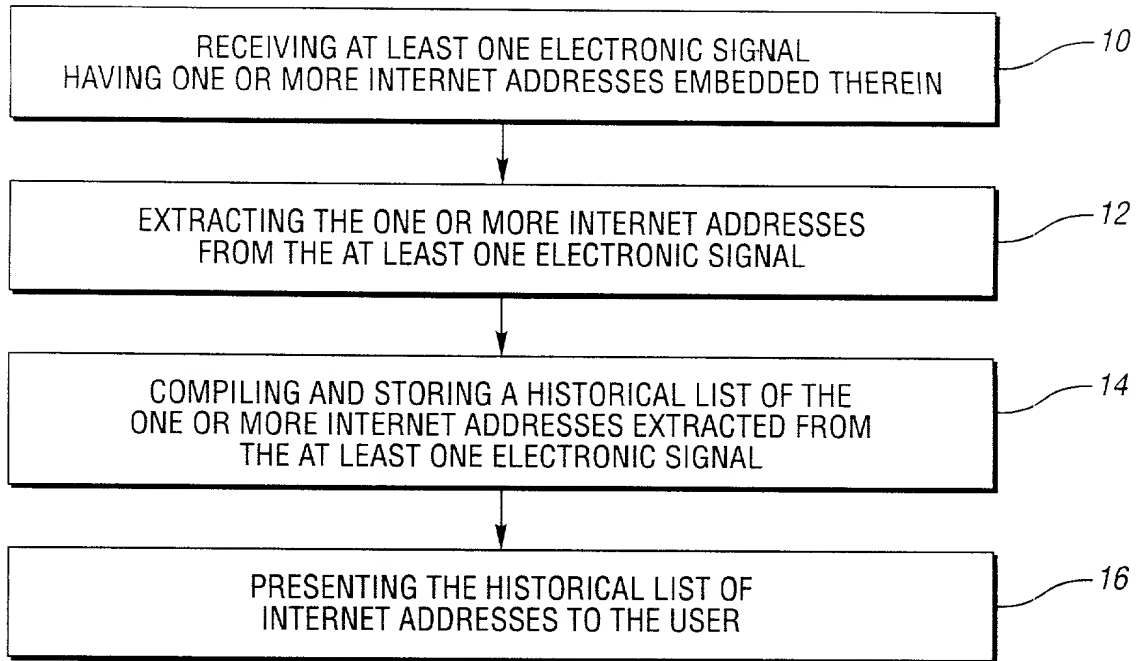 RECEIVING AT LEAST ONE ELECTRONIC SIGNAL
HAVING ONE OR MORE INTERNET ADDRESSES EMBEDDED THEREIN
10
EXTRACTING THE ONE OR MORE INTERNET ADDRESSES
FROM THE AT LEAST ONE ELECTRONIC SIGNAL
12
COMPILING AND STORING A HISTORICAL LIST OF THE
ONE OR MORE INTERNET ADDRESSES EXTRACTED FROM
THE AT LEAST ONE ELECTRONIC SIGNAL
14
PRESENTING THE HISTORICAL LIST OF
INTERNET ADDRESSES TO THE USER
16